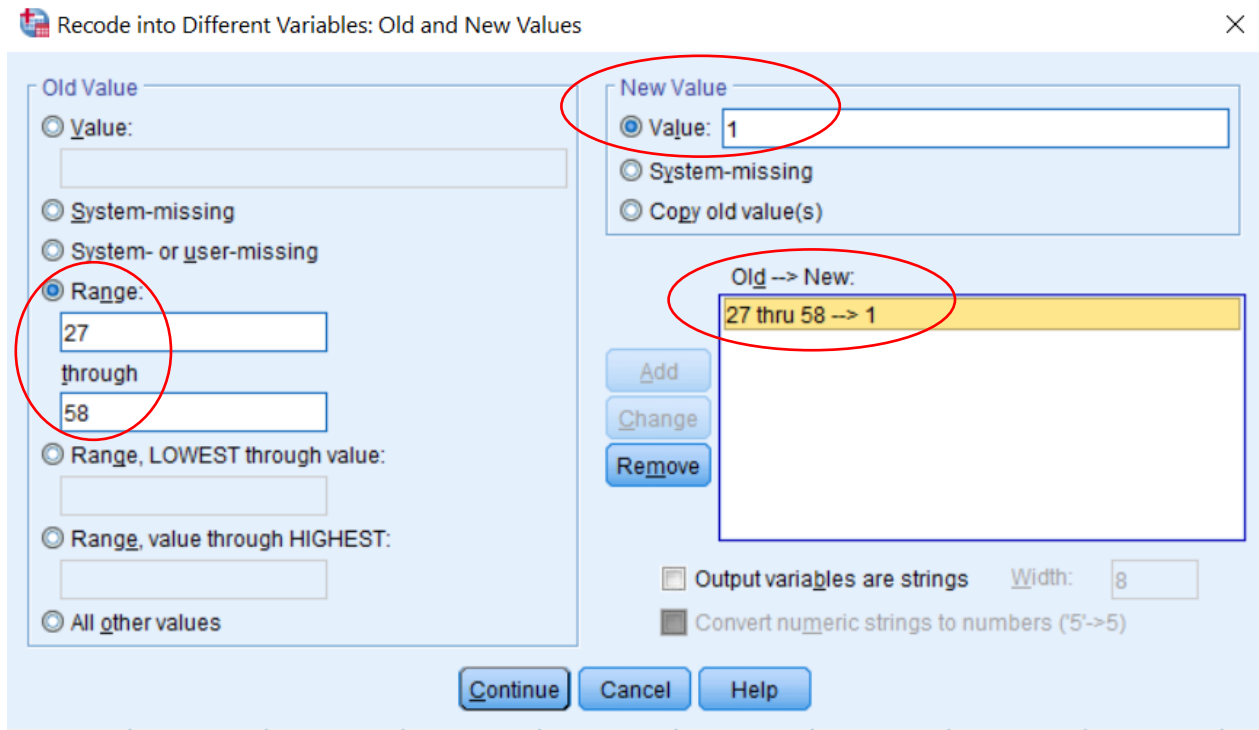 Recode into Different Variables: Old and New Values
Old Value
Value:
System-missing
System- or user-missing
Range:
27
through
58
Range, LOWEST through value:
Range, value through HIGHEST:
All other values
New Value
Value: 1
System-missing
Copy old value(s)
Old --> New:
27 thru 58 --> 1
Add
Change
Remove
Output variables are strings Width: 8
Convert numeric strings to numbers ('5'->5)
Continue Cancel Help